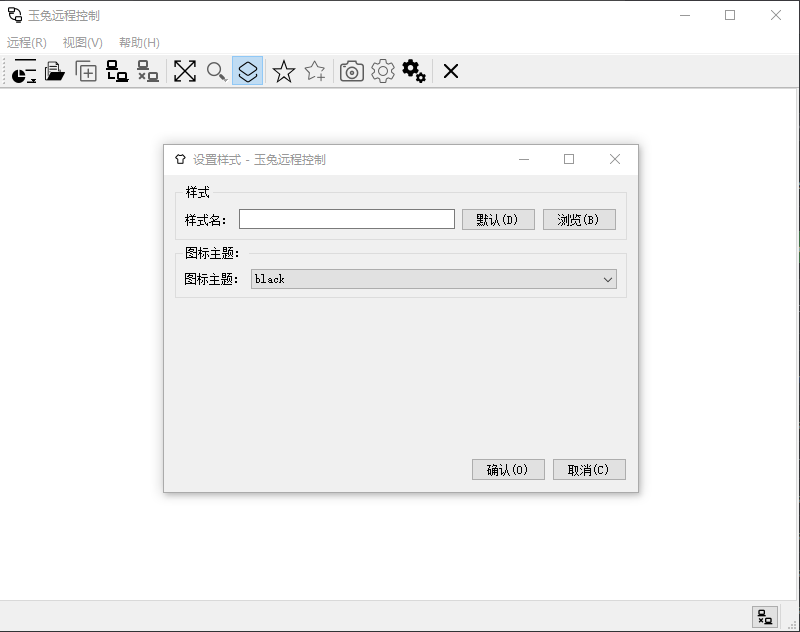 玉兔远程控制
远程(R) 视图(V) 帮助(H)
设置样式 - 玉兔远程控制
样式
样式名: 默认(D) 浏览(B)
图标主题:
图标主题: black
确认(O) 取消(C)